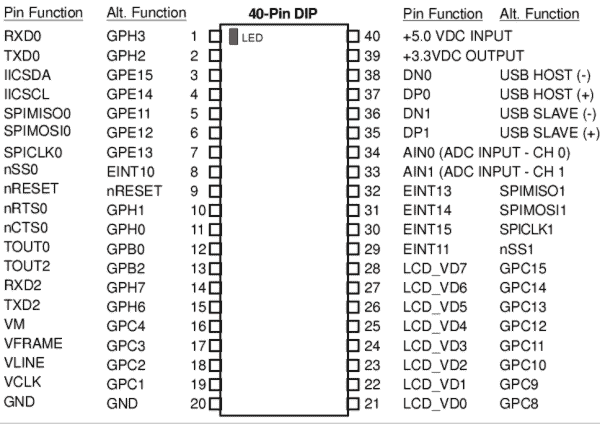 Pin Function Alt. Function 40-Pin DIP Pin Function Alt. Function
RXD0 GPH3 1 LED 40 +5.0 VDC INPUT
TXD0 GPH2 2 39 +3.3VDC OUTPUT
IICSDA GPE15 3 38 DN0 USB HOST (-)
IICSCL GPE14 4 37 DP0 USB HOST (+)
SPIMISO0 GPE11 5 36 DN1 USB SLAVE (-)
SPIMOSI0 GPE12 6 35 DP1 USB SLAVE (+)
SPICLK0 GPE13 7 34 AIN0 (ADC INPUT - CH 0)
nSS0 EINT10 8 33 AIN1 (ADC INPUT - CH 1
nRESET nRESET 9 32 EINT13 SPIMISO1
nRTS0 GPH1 10 31 EINT14 SPIMOSI1
nCTS0 GPH0 11 30 EINT15 SPICLK1
TOUT0 GPB0 12 29 EINT11 nSS1
TOUT2 GPB2 13 28 LCD_VD7 GPC15
RXD2 GPH7 14 27 LCD_VD6 GPC14
TXD2 GPH6 15 26 LCD_VD5 GPC13
VM GPC4 16 25 LCD_VD4 GPC12
VFRAME GPC3 17 24 LCD_VD3 GPC11
VLINE GPC2 18 23 LCD_VD2 GPC10
VCLK GPC1 19 22 LCD_VD1 GPC9
GND GND 20 21 LCD_VD0 GPC8